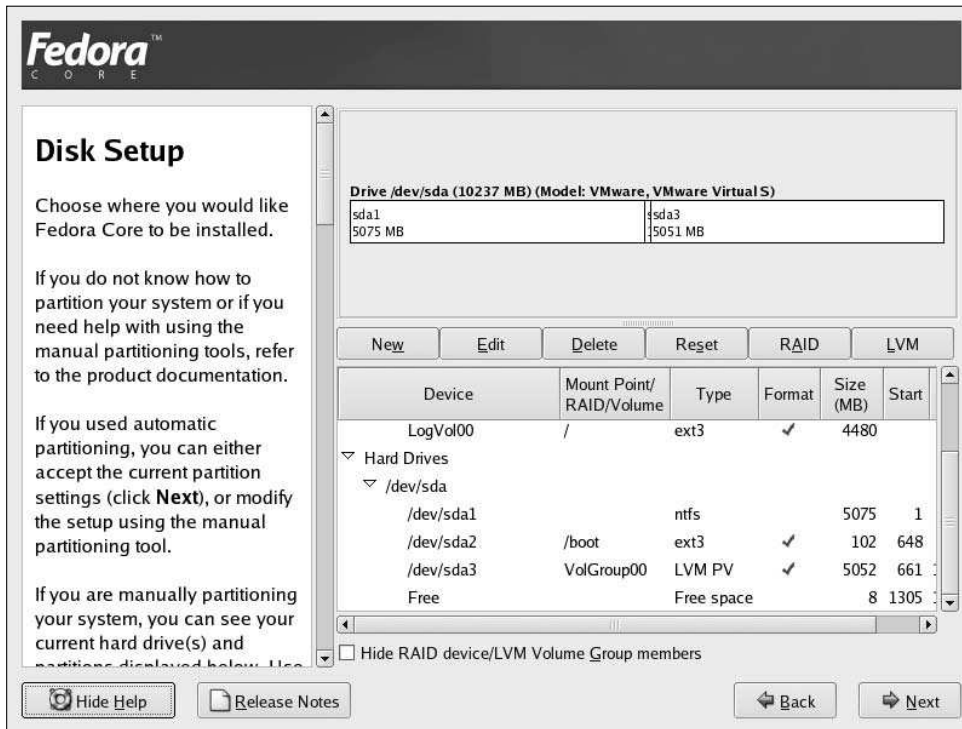 Fedora™
CORE
Disk Setup
Choose where you would like
Fedora Core to be installed.
If you do not know how to
partition your system or if you
need help with using the
manual partitioning tools, refer
to the product documentation.
If you used automatic
partitioning, you can either
accept the current partition
settings (click Next), or modify
the setup using the manual
partitioning tool.
If you are manually partitioning
your system, you can see your
current hard drive(s) and
partitions displayed below. Use
Drive /dev/sda (10237 MB) (Model: VMware, VMware Virtual S)
sda1 s sda3
5075 MB 1 5051 MB
New Edit Delete Reset RAID LVM
Device Mount Point/ RAID/Volume Type Format Size (MB) Start
LogVol00 / ext3 4480
Hard Drives
/dev/sda
/dev/sda1 ntfs 5075 1
/dev/sda2 /boot ext3 102 648
/dev/sda3 VolGroup00 LVM PV 5052 661
Free Free space 8 1305
Hide RAID device/LVM Volume Group members
Hide Help Release Notes Back Next